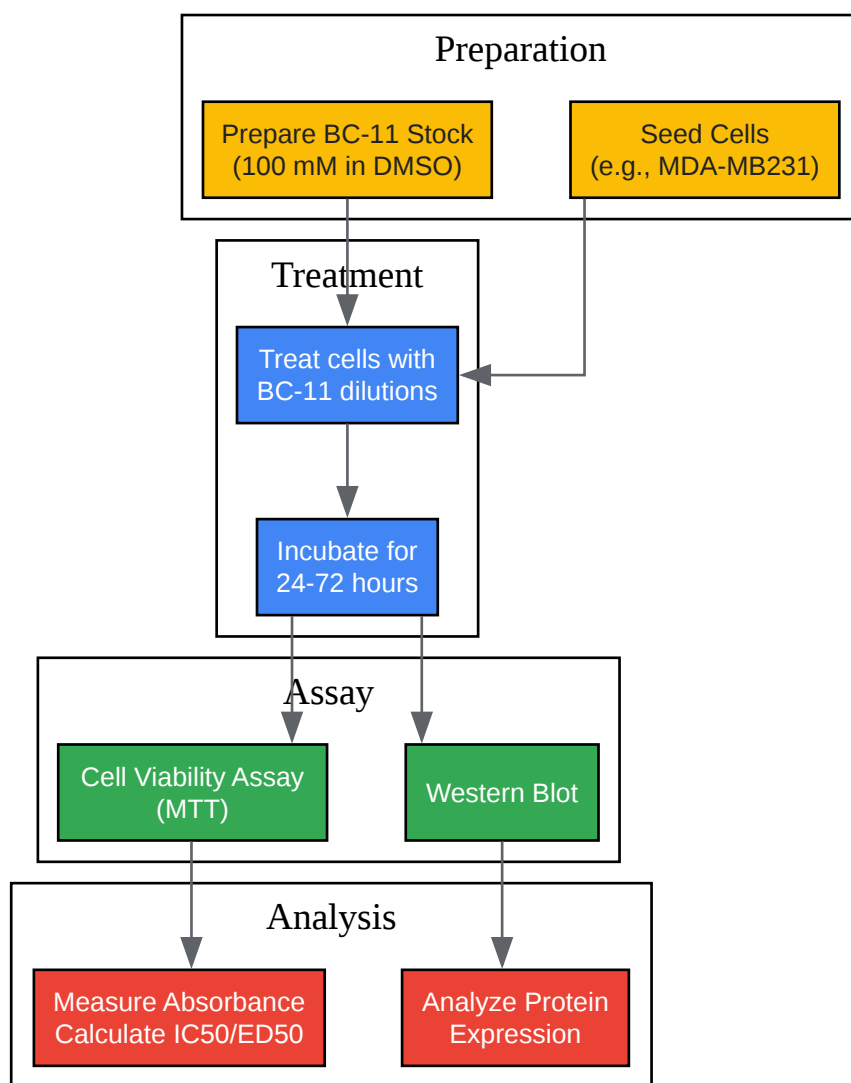 Preparation
Prepare BC-11 Stock
(100 mM in DMSO)
Seed Cells
(e.g., MDA-MB231)
Treatment
Treat cells with
BC-11 dilutions
Incubate for
24-72 hours
Assay
Cell Viability Assay
(MTT)
Western Blot
Analysis
Measure Absorbance
Calculate IC50/ED50
Analyze Protein
Expression